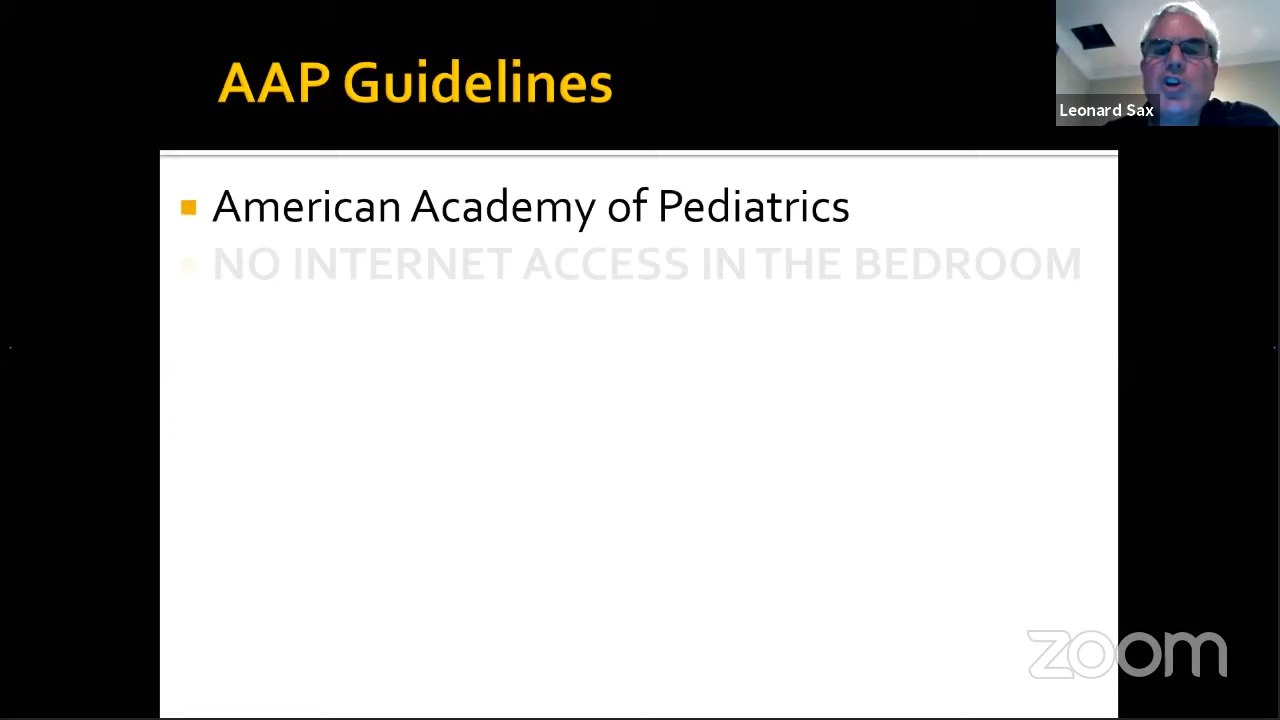 AAP Guidelines
Leonard Sax
American Academy of Pediatrics
NO INTERNET ACCESS IN THE BEDROOM
zoom